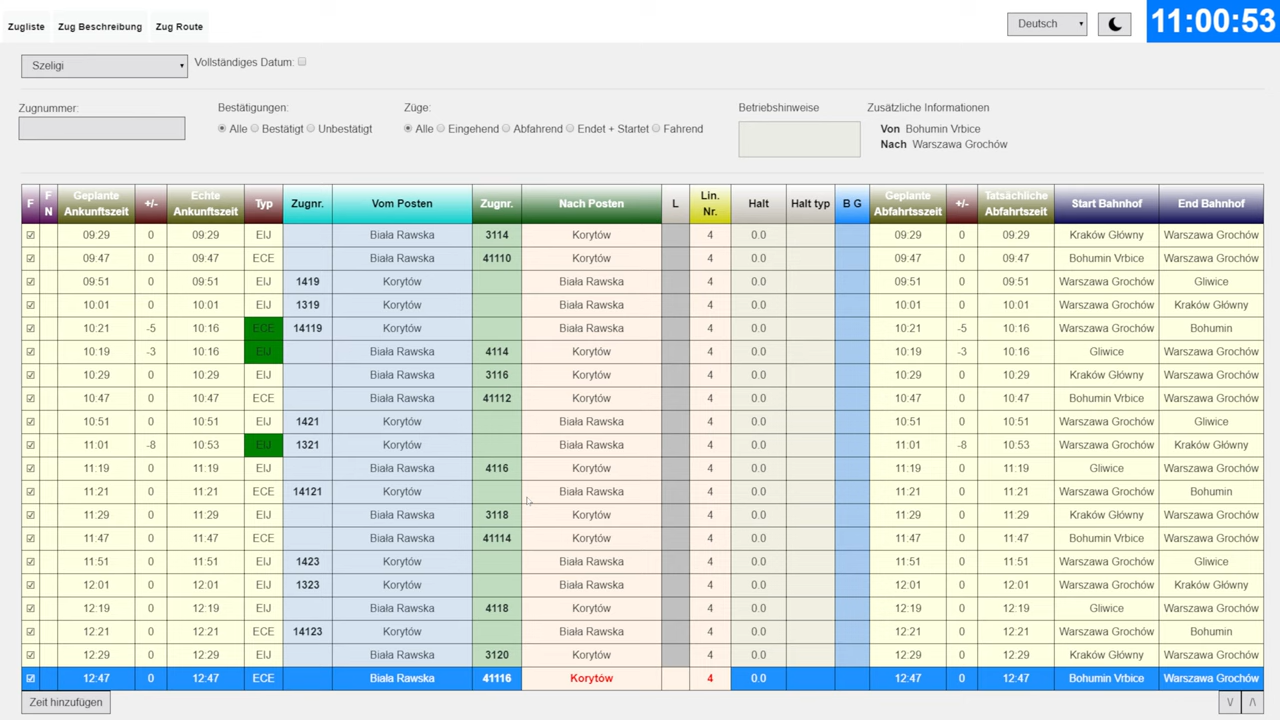 Zugliste Zug Beschreibung Zug Route Deutsch 11:00:53
Szeligi Vollständiges Datum:
Zugnummer: Bestätigungen: Züge: Betriebshinweise Zusätzliche Informationen
Alle Bestätigt Unbestätigt Alle Eingehend Abfahrend Endet + Startet Fahrend Von Bohumin Vrbice
Nach Warszawa Grochów
F F N Geplante Ankunftszeit +/- Echte Ankunftszeit Typ Zugnr. Vom Posten Zugnr. Nach Posten L Lin. Nr. Halt Halt typ B G Geplante Abfahrtsszeit +/- Tatsächliche Abfahrtszeit Start Bahnhof End Bahnhof
09:29 0 09:29 EIJ Biała Rawska 3114 Korytów 4 0.0 09:29 0 09:29 Kraków Główny Warszawa Grochów
09:47 0 09:47 ECE Biała Rawska 41110 Korytów 4 0.0 09:47 0 09:47 Bohumin Vrbice Warszawa Grochów
09:51 0 09:51 EIJ 1419 Korytów Biała Rawska 4 0.0 09:51 0 09:51 Warszawa Grochów Gliwice
10:01 0 10:01 EIJ 1319 Korytów Biała Rawska 4 0.0 10:01 0 10:01 Warszawa Grochów Kraków Główny
10:21 -5 10:16 ECE 14119 Korytów Biała Rawska 4 0.0 10:21 -5 10:16 Warszawa Grochów Bohumin
10:19 -3 10:16 EIJ Biała Rawska 4114 Korytów 4 0.0 10:19 -3 10:16 Gliwice Warszawa Grochów
10:29 0 10:29 EIJ Biała Rawska 3116 Korytów 4 0.0 10:29 0 10:29 Kraków Główny Warszawa Grochów
10:47 0 10:47 ECE Biała Rawska 41112 Korytów 4 0.0 10:47 0 10:47 Bohumin Vrbice Warszawa Grochów
10:51 0 10:51 EIJ 1421 Korytów Biała Rawska 4 0.0 10:51 0 10:51 Warszawa Grochów Gliwice
11:01 -8 10:53 EIJ 1321 Korytów Biała Rawska 4 0.0 11:01 -8 10:53 Warszawa Grochów Kraków Główny
11:19 0 11:19 EIJ Biała Rawska 4116 Korytów 4 0.0 11:19 0 11:19 Gliwice Warszawa Grochów
11:21 0 11:21 ECE 14121 Korytów Biała Rawska 4 0.0 11:21 0 11:21 Warszawa Grochów Bohumin
11:29 0 11:29 EIJ Biała Rawska 3118 Korytów 4 0.0 11:29 0 11:29 Kraków Główny Warszawa Grochów
11:47 0 11:47 ECE Biała Rawska 41114 Korytów 4 0.0 11:47 0 11:47 Bohumin Vrbice Warszawa Grochów
11:51 0 11:51 EIJ 1423 Korytów Biała Rawska 4 0.0 11:51 0 11:51 Warszawa Grochów Gliwice
12:01 0 12:01 EIJ 1323 Korytów Biała Rawska 4 0.0 12:01 0 12:01 Warszawa Grochów Kraków Główny
12:19 0 12:19 EIJ Biała Rawska 4118 Korytów 4 0.0 12:19 0 12:19 Gliwice Warszawa Grochów
12:21 0 12:21 ECE 14123 Korytów Biała Rawska 4 0.0 12:21 0 12:21 Warszawa Grochów Bohumin
12:29 0 12:29 EIJ Biała Rawska 3120 Korytów 4 0.0 12:29 0 12:29 Kraków Główny Warszawa Grochów
12:47 0 12:47 ECE Biała Rawska 41116 Korytów 4 0.0 12:47 0 12:47 Bohumin Vrbice Warszawa Grochów
Zeit hinzufügen